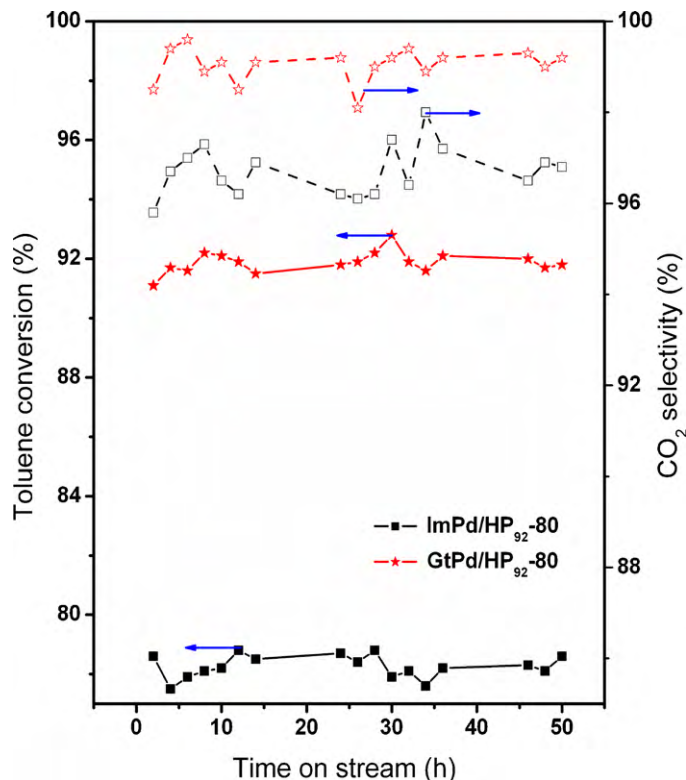 100
96
92
88
84
80
Toluene conversion (%)
100
96
92
88
CO₂ selectivity (%)
ImPd/HP₉₂-80
GtPd/HP₉₂-80
0 10 20 30 40 50
Time on stream (h)